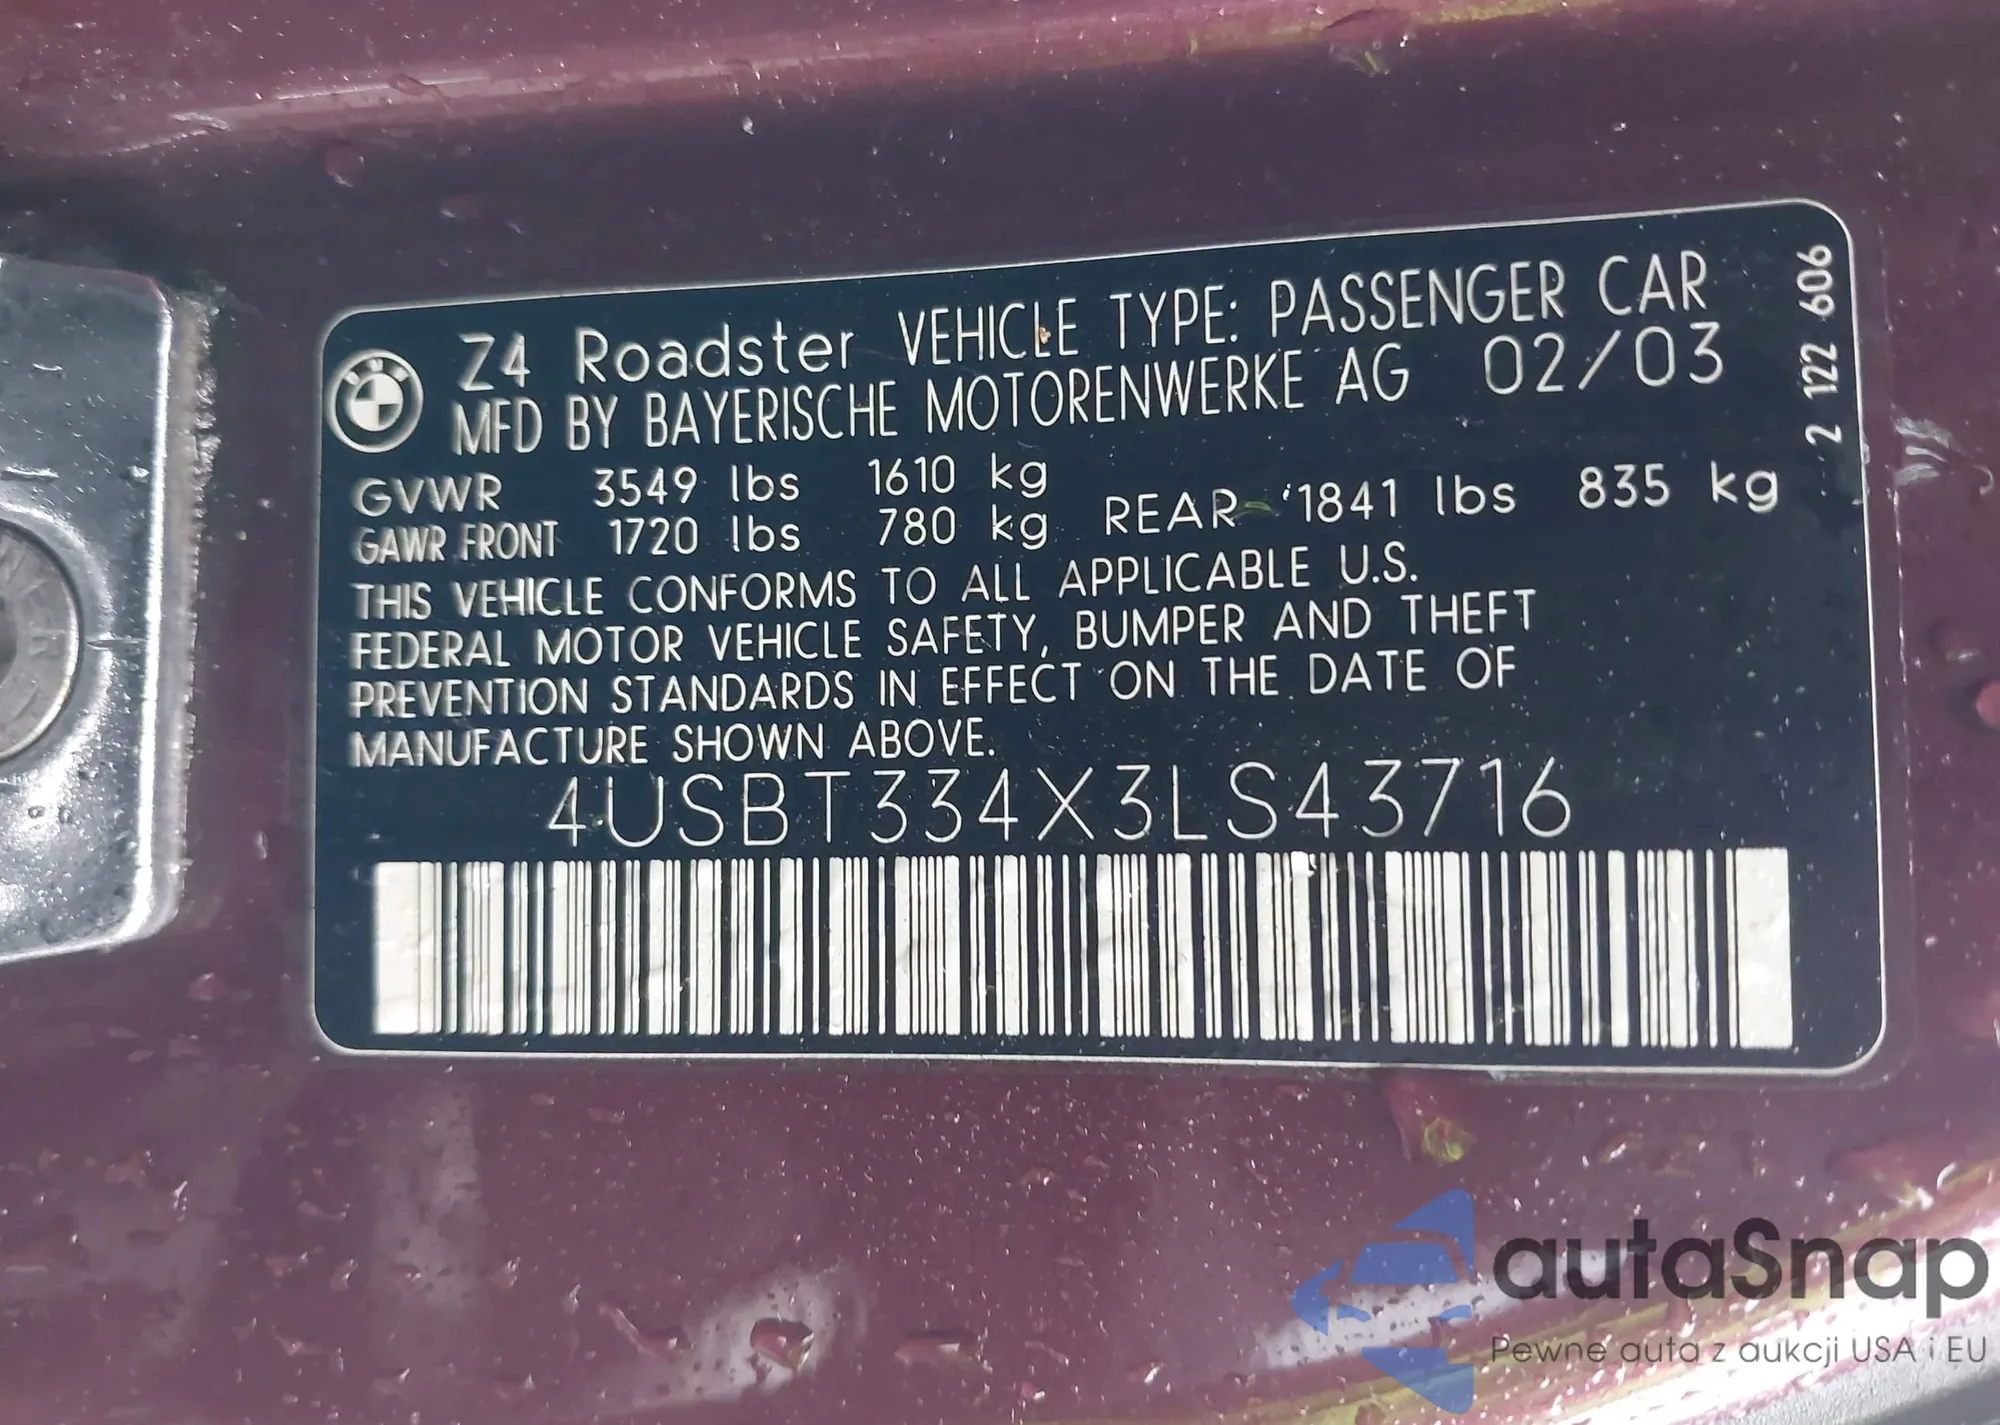 Z4 Roadster VEHICLE TYPE: PASSENGER CAR
MFD BY BAYERISCHE MOTORENWERKE AG 02/03
GVWR 3549 lbs 1610 kg
GAWR FRONT 1720 lbs 780 kg REAR 1841 lbs 835 kg
THIS VEHICLE CONFORMS TO ALL APPLICABLE U.S.
FEDERAL MOTOR VEHICLE SAFETY, BUMPER AND THEFT
PREVENTION STANDARDS IN EFFECT ON THE DATE OF
MANUFACTURE SHOWN ABOVE.
4USBT334X3LS43716
2 122 606
autaSnap
Pewne auta z aukcji USA i EU